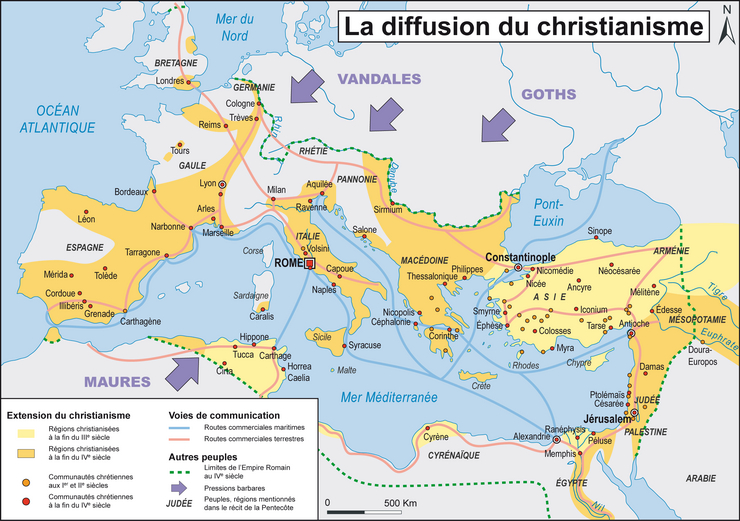 La diffusion du christianisme
N
Mer du
Nord
BRETAGNE
Londres
GERMANIE
VANDALES
GOTHS
Cologne
Trèves
Rhin
Reims
OCÉAN
ATLANTIQUE
Tours
GAULE
RHÉTIE
PANNONIE
Danube
Lyon
Bordeaux
Milan
Aquilée
Ravenne
Sirmium
Pont-
Euxin
Arles
Narbonne
Marseille
ITALIE
Volsini
Salone
Sinope
León
ESPAGNE
Tarragone
Corse
ROME
MACÉDOINE
Constantinople
ARMÉNIE
Nicomédie
Néocésarée
Nicée
Thessalonique
Philippes
Capoue
Naples
Mérida
Tolède
Sardaigne
Caralis
ASIE
Ancyre
Mélitène
Tigre
Cordoue
Illibéris
Grenade
Carthagène
Nicopolis
Céphalonie
Smyrne
Iconium
Édesse
MÉSOPOTAMIE
Éphèse
Colosses
Tarse
Antioche
Euphrate
Corinthe
Sicile
Syracuse
Hippone
Tucca
Carthage
Malte
Myra
Rhodes
Chypre
Doura-
Europos
Cirta
Horrea
Caelia
MAURES
Crète
Damas
Mer Méditerranée
Ptolémaïs
Césarée
JUDÉE
Jérusalem
Cyrène
Alexandrie
Ranéphysis
Péluse
PALESTINE
CYRÉNAÏQUE
Memphis
ÉGYPTE
Nil
ARABIE
Extension du christianisme
Régions christianisées
à la fin du IIIe siècle
Régions christianisées
à la fin du IVe siècle
Communautés chrétiennes
aux Ier et IIe siècles
Communautés chrétiennes
à la fin du IVe siècle
Voies de communication
Routes commerciales maritimes
Routes commerciales terrestres
Autres peuples
Limites de l'Empire Romain
au IVe siècle
Pressions barbares
JUDÉE
Peuples, régions mentionnés
dans le récit de la Pentecôte
0
500 Km